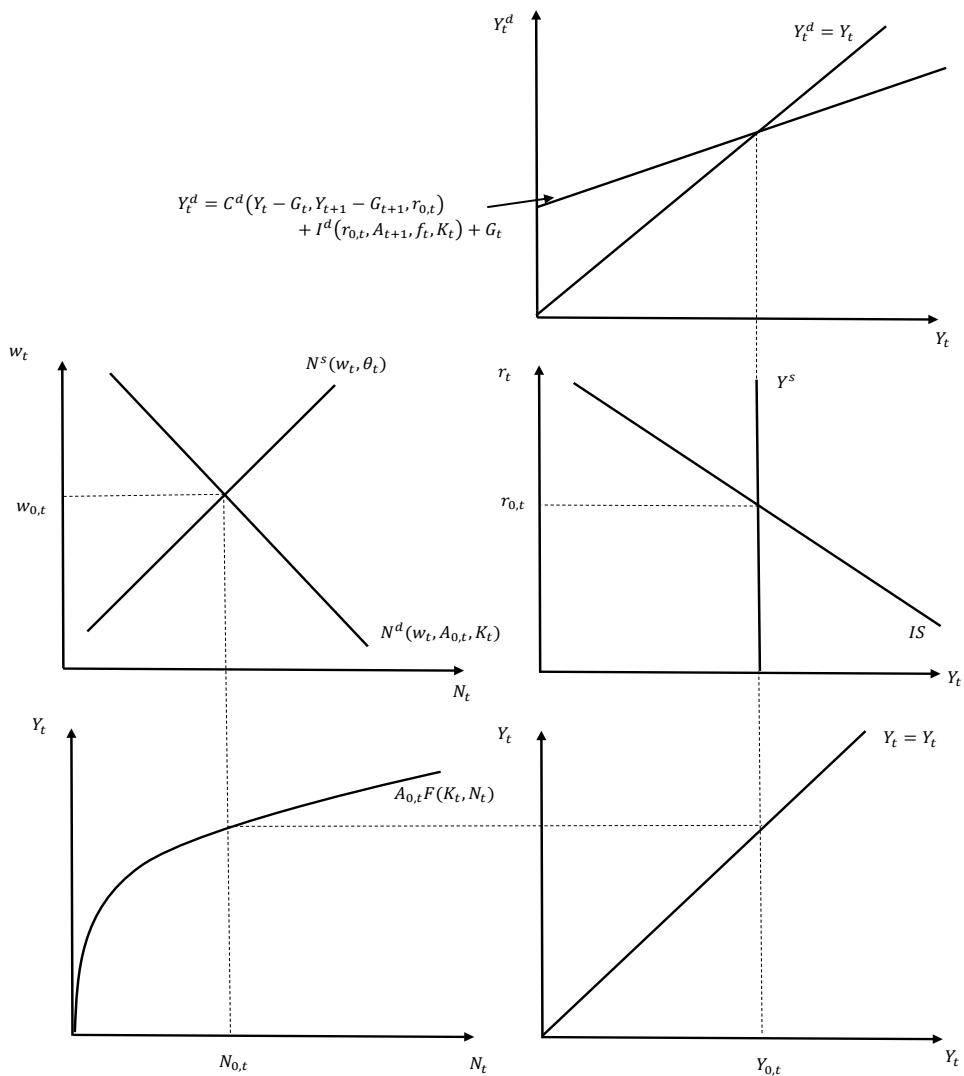 Y_t^d
Y_t^d = Y_t
Y_t^d = C^d(Y_t − G_t, Y_{t+1} − G_{t+1}, r_{0,t})
+ I^d(r_{0,t}, A_{t+1}, f_t, K_t) + G_t
Y_t
w_t
N^s(w_t, θ_t)
w_{0,t}
N^d(w_t, A_{0,t}, K_t)
N_t
r_t
Y^s
r_{0,t}
IS
Y_t
Y_t
A_{0,t}F(K_t, N_t)
N_{0,t}
N_t
Y_t
Y_t = Y_t
Y_{0,t}
Y_t